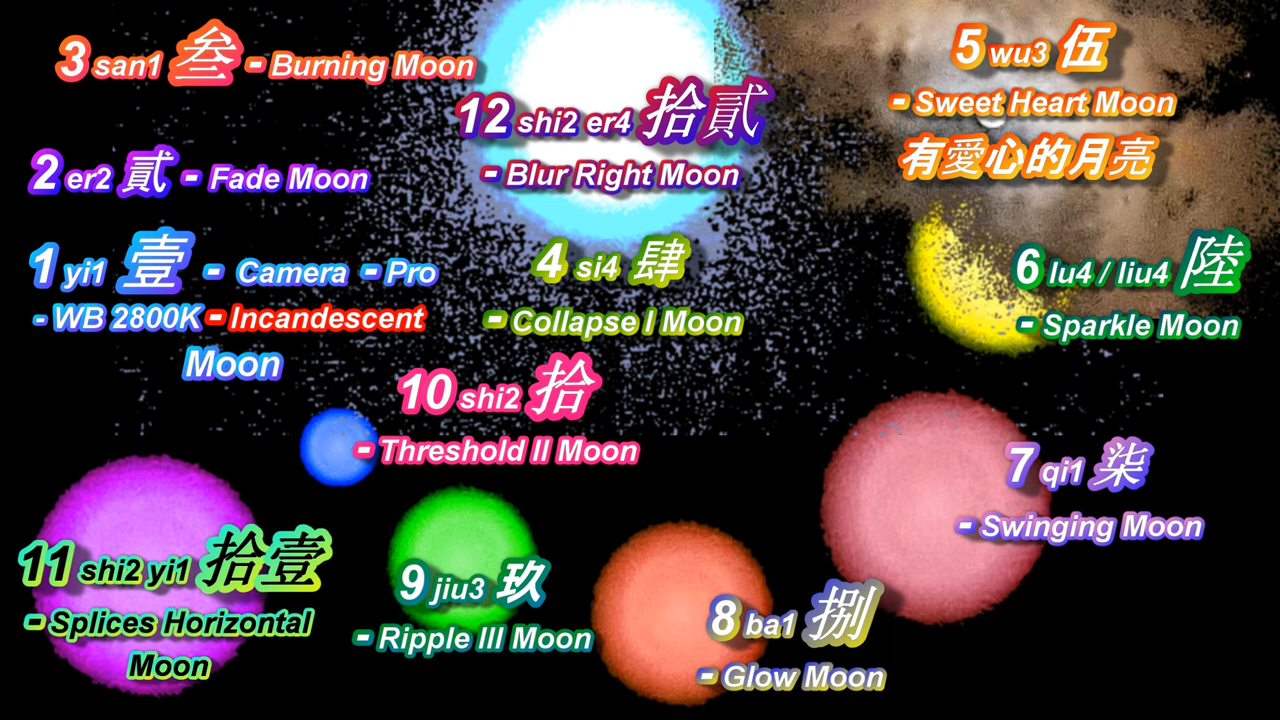 3 san1 叁 - Burning Moon
12 shi2 er4 拾貳
- Blur Right Moon
5 wu3 伍
- Sweet Heart Moon
有愛心的月亮
2 er2 貳 - Fade Moon
1 yi1 壹 - Camera - Pro
- WB 2800K - Incandescent
Moon
4 si4 肆
- Collapse I Moon
6 lu4 / liu4 陸
- Sparkle Moon
10 shi2 拾
- Threshold II Moon
7 qi1 柒
- Swinging Moon
11 shi2 yi1 拾壹
- Splices Horizontal
Moon
9 jiu3 玖
- Ripple III Moon
8 ba1 捌
- Glow Moon